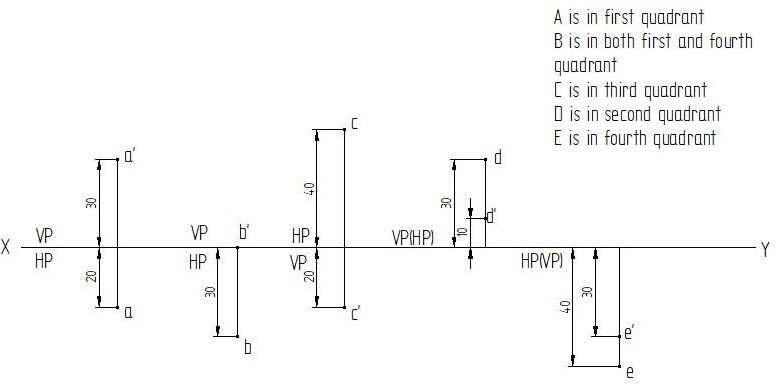 A is in first quadrant
B is in both first and fourth
quadrant
C is in third quadrant
D is in second quadrant
E is in fourth quadrant
c
a'
d
40
30
30
d'
10
X
VP
VP
b'
HP
VP(HP)
Y
HP
HP
VP
HP(VP)
20
30
20
30
40
a
c'
b
e'
e